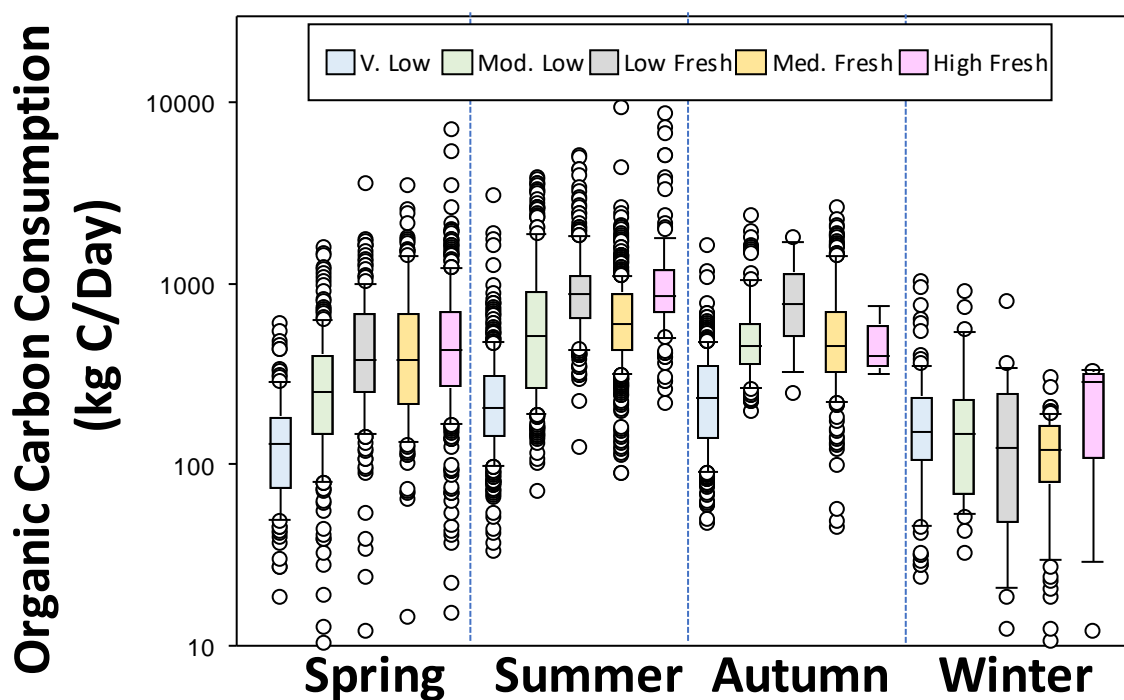 Organic Carbon Consumption
(kg C/Day)
V. Low Mod. Low Low Fresh Med. Fresh High Fresh
10000
1000
100
10
Spring Summer Autumn Winter